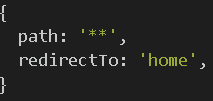 {
  path: '**',
  redirectTo: 'home',
}